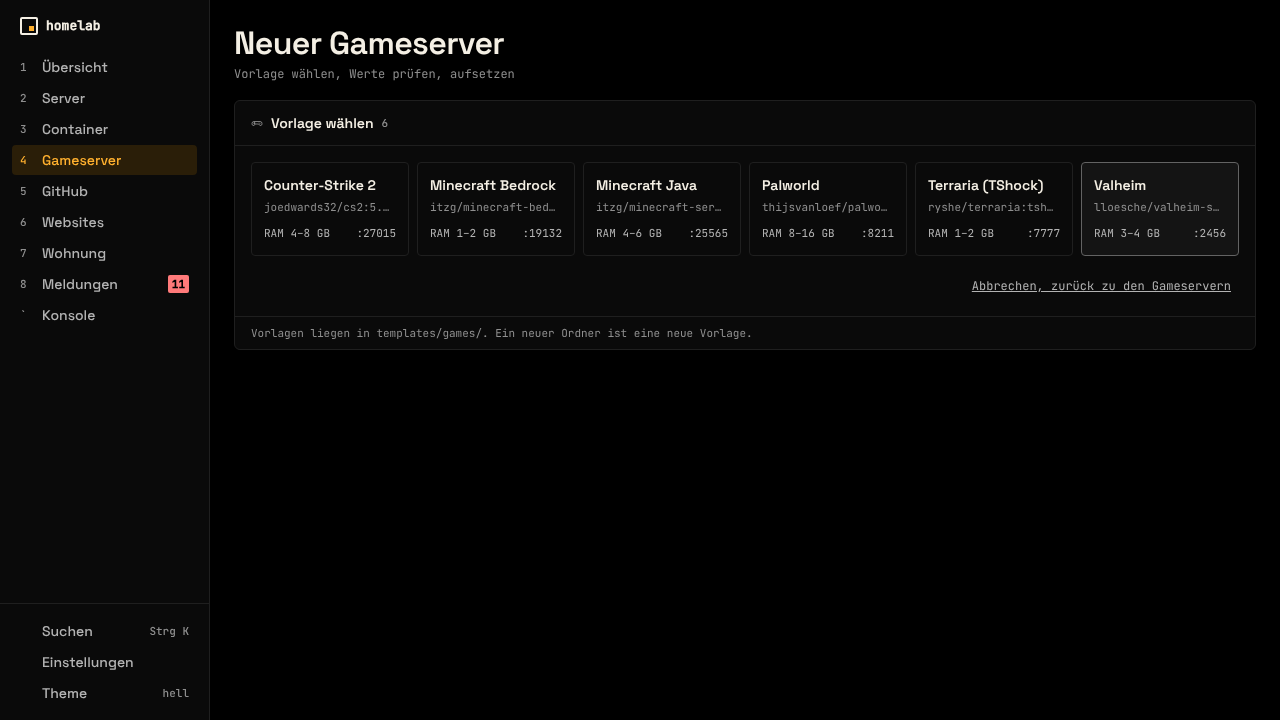 homelab
1 Übersicht
2 Server
3 Container
4 Gameserver
5 GitHub
6 Websites
7 Wohnung
8 Meldungen 11
` Konsole
Suchen Strg K
Einstellungen
Theme hell
Neuer Gameserver
Vorlage wählen, Werte prüfen, aufsetzen
Vorlage wählen 6
Counter-Strike 2
joedwards32/cs2:5.…
RAM 4–8 GB :27015
Minecraft Bedrock
itzg/minecraft-bed…
RAM 1–2 GB :19132
Minecraft Java
itzg/minecraft-ser…
RAM 4–6 GB :25565
Palworld
thijsvanloef/palwo…
RAM 8–16 GB :8211
Terraria (TShock)
ryshe/terraria:tsh…
RAM 1–2 GB :7777
Valheim
lloesche/valheim-s…
RAM 3–4 GB :2456
Abbrechen, zurück zu den Gameservern
Vorlagen liegen in templates/games/. Ein neuer Ordner ist eine neue Vorlage.